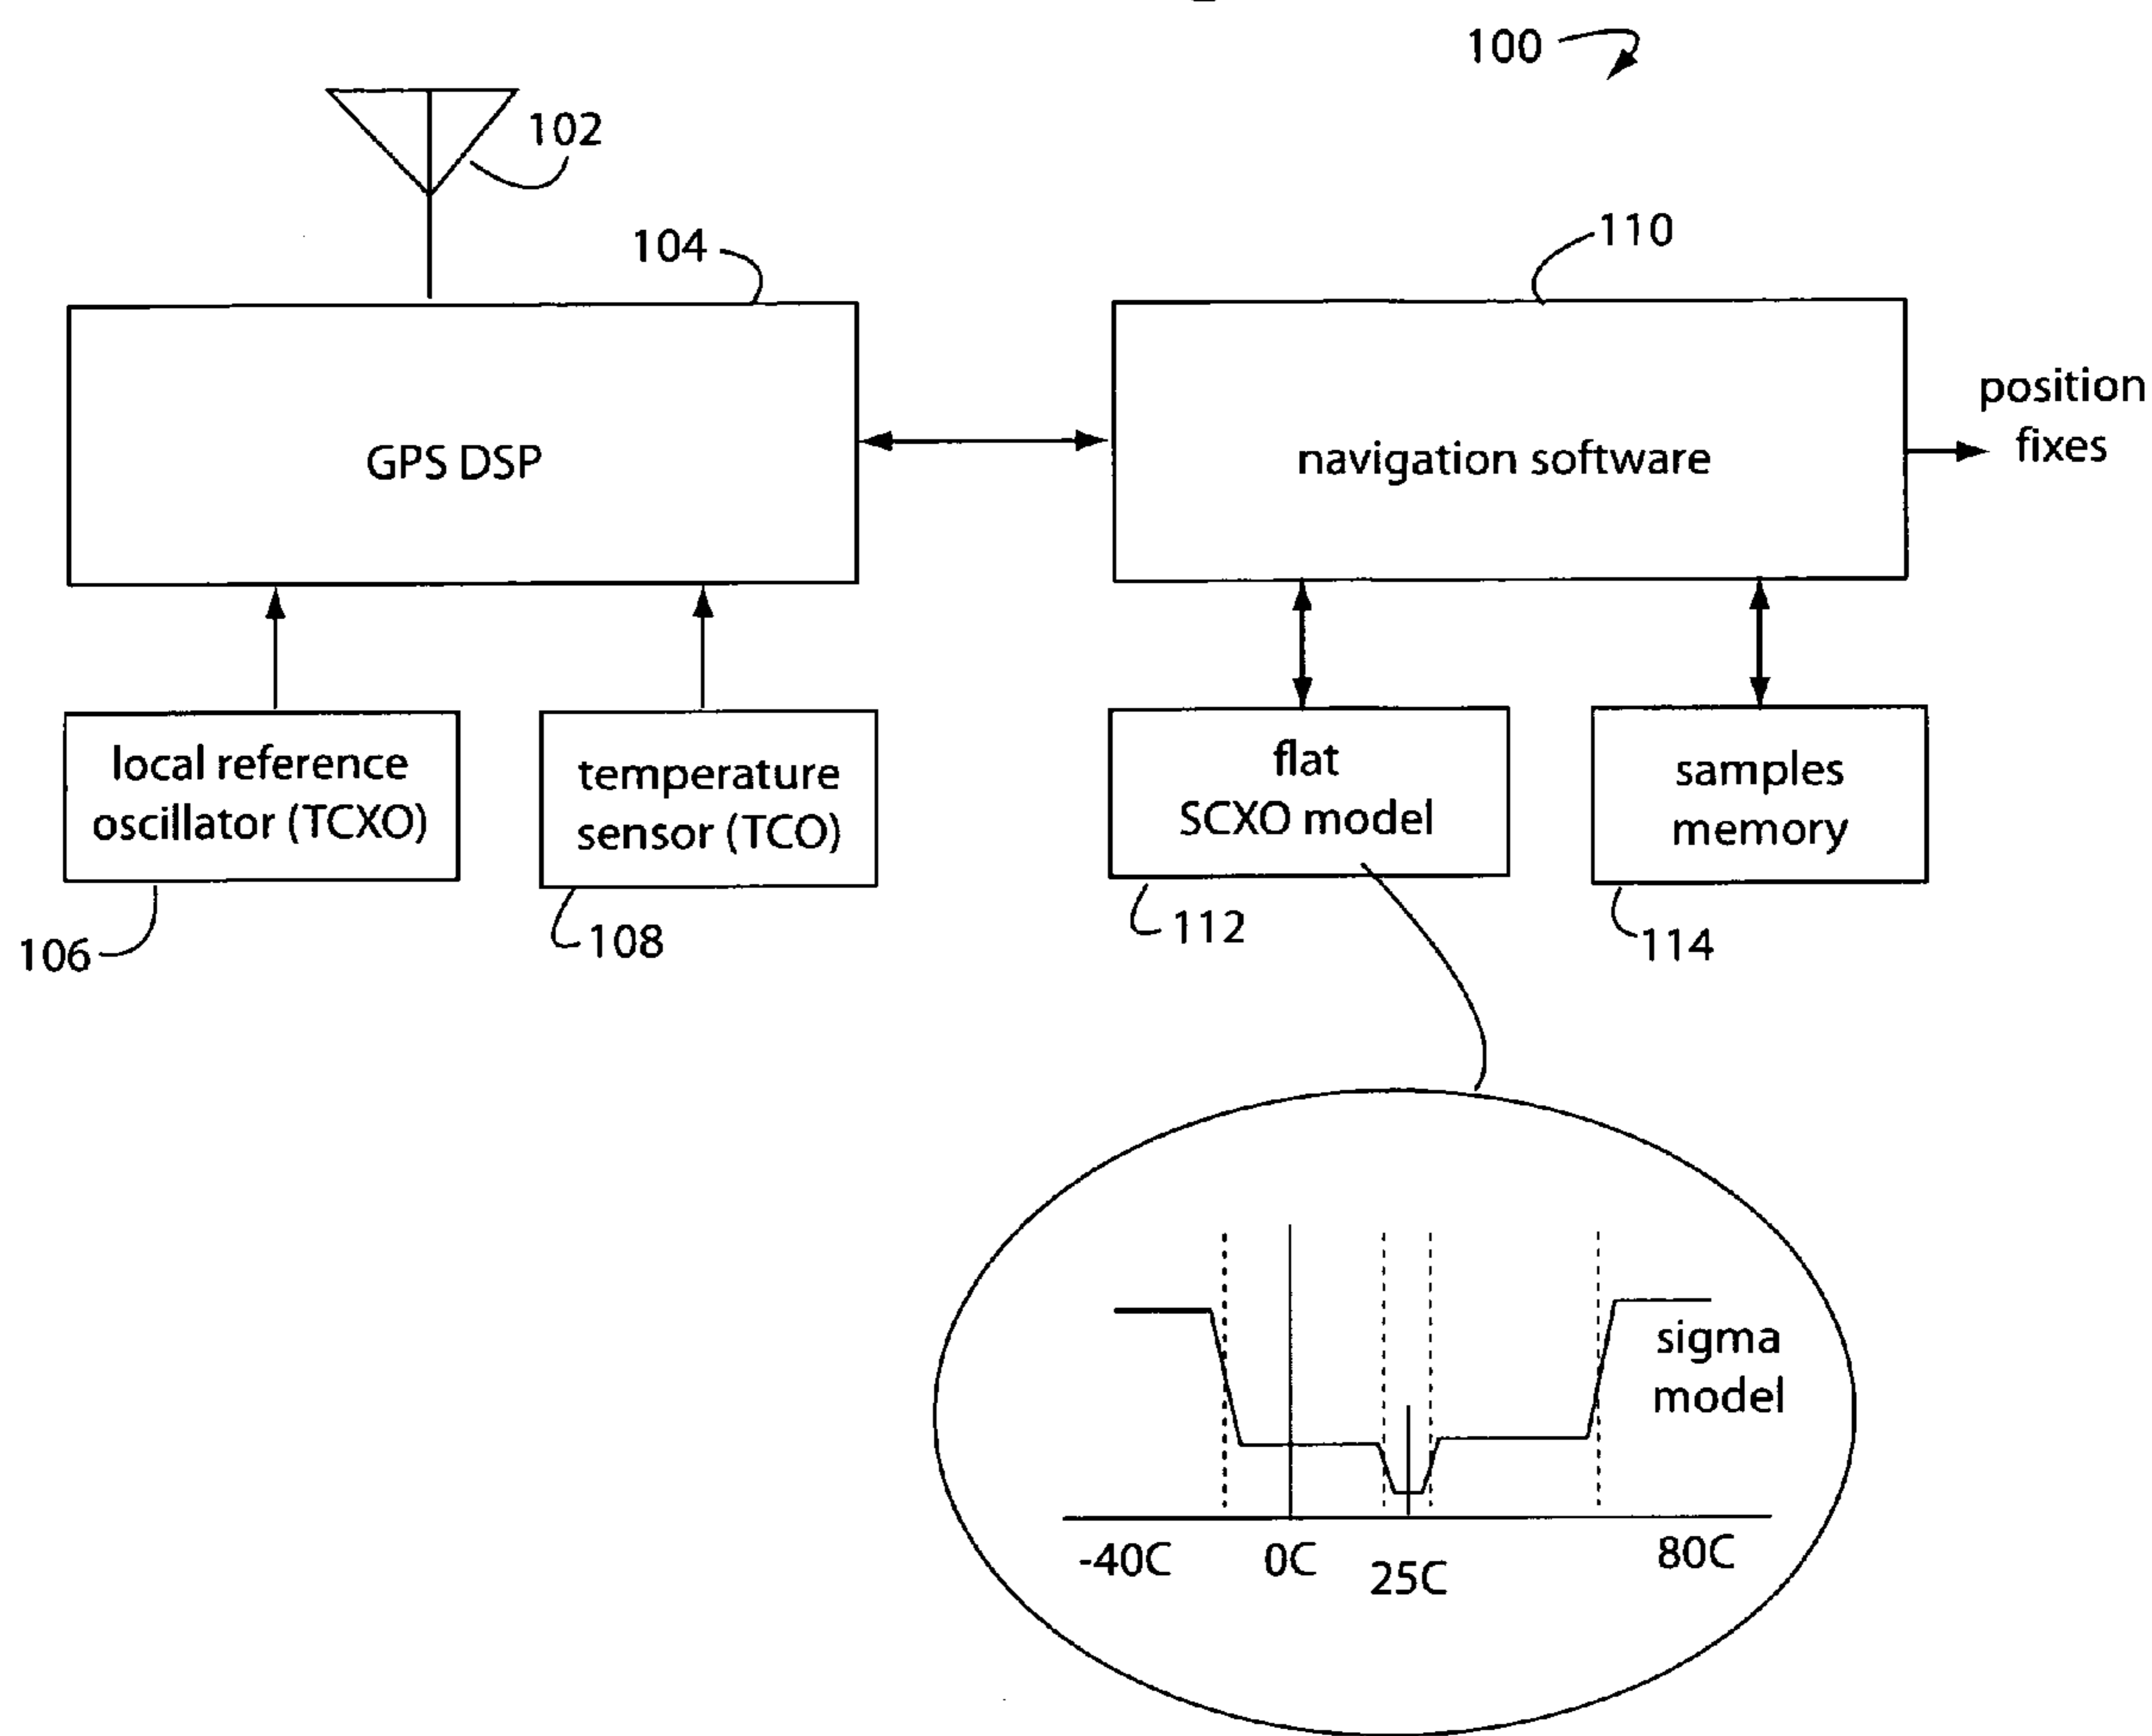 100
102
104
110
GPS DSP
navigation software
position
fixes
local reference
oscillator (TCXO)
temperature
sensor (TCO)
flat
SCXO model
samples
memory
106
108
112
114
sigma
model
-40C
0C
25C
80C